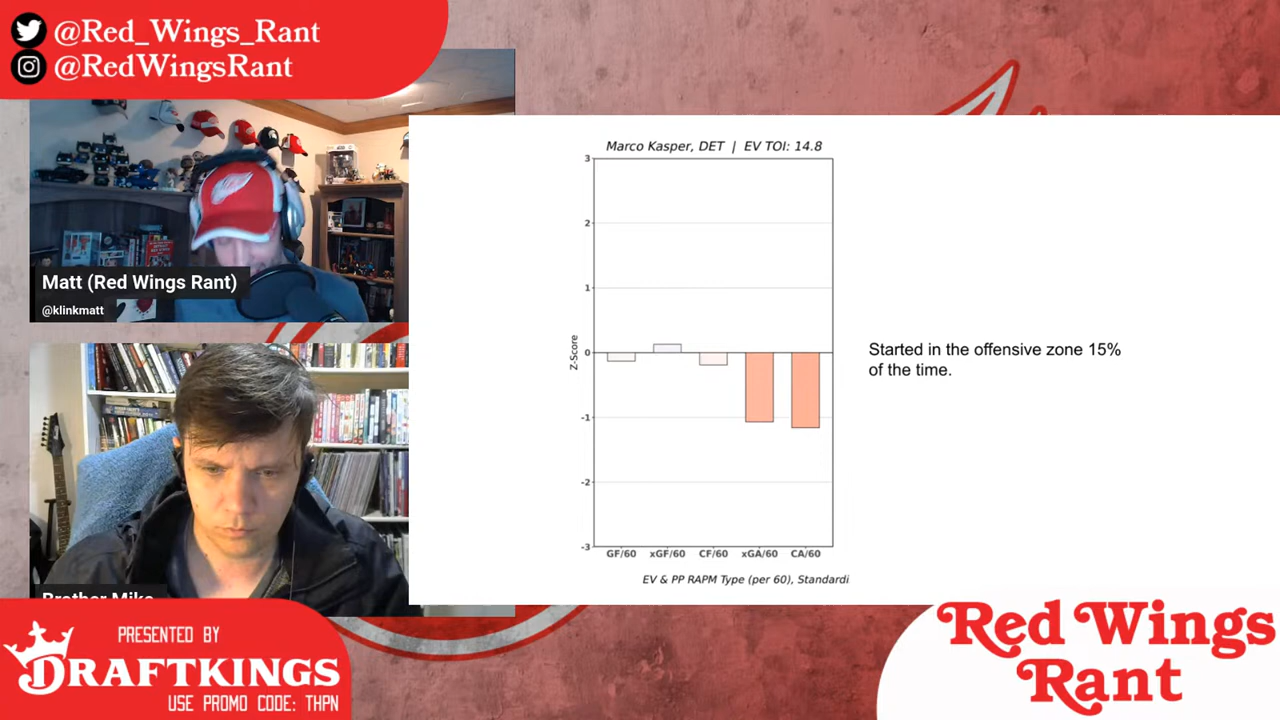 @Red_Wings_Rant
@RedWingsRant
Matt (Red Wings Rant)
@klinkmatt
Brother Mike
PRESENTED BY
DRAFTKINGS
USE PROMO CODE: THPN
Marco Kasper, DET | EV TOI: 14.8
3
2
1
0
-1
-2
-3
Z-Score
GF/60 xGF/60 CF/60 xGA/60 CA/60
EV & PP RAPM Type (per 60), Standardi
Started in the offensive zone 15%
of the time.
Red Wings
Rant